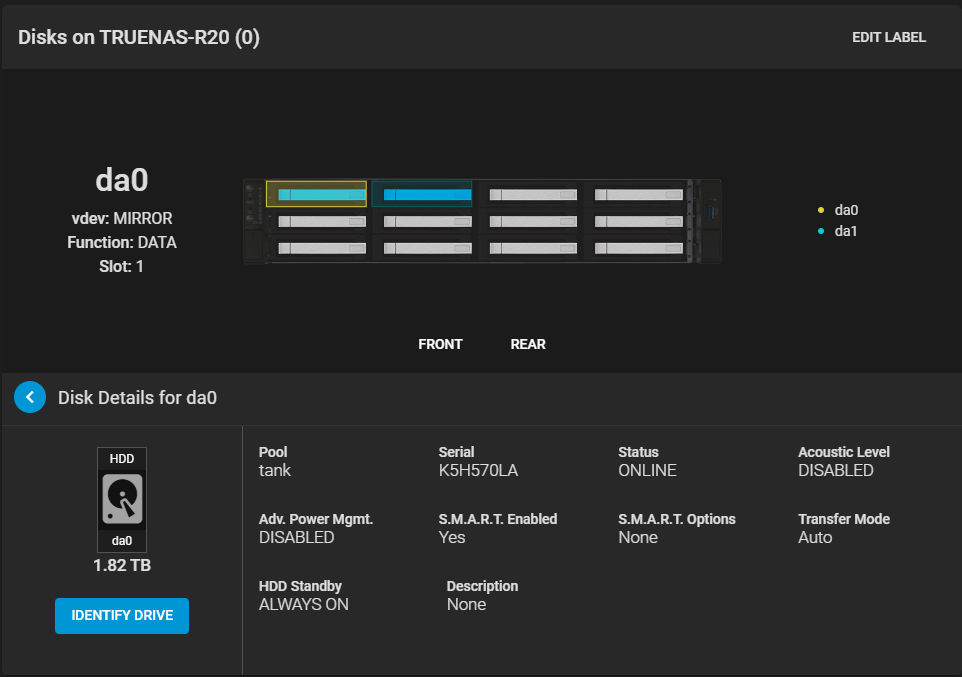 Disks on TRUENAS-R20 (0)
EDIT LABEL
da0
vdev: MIRROR
Function: DATA
Slot: 1
da0
da1
FRONT
REAR
Disk Details for da0
HDD
da0
1.82 TB
IDENTIFY DRIVE
Pool
tank
Serial
K5H570LA
Status
ONLINE
Acoustic Level
DISABLED
Adv. Power Mgmt.
DISABLED
S.M.A.R.T. Enabled
Yes
S.M.A.R.T. Options
None
Transfer Mode
Auto
HDD Standby
ALWAYS ON
Description
None